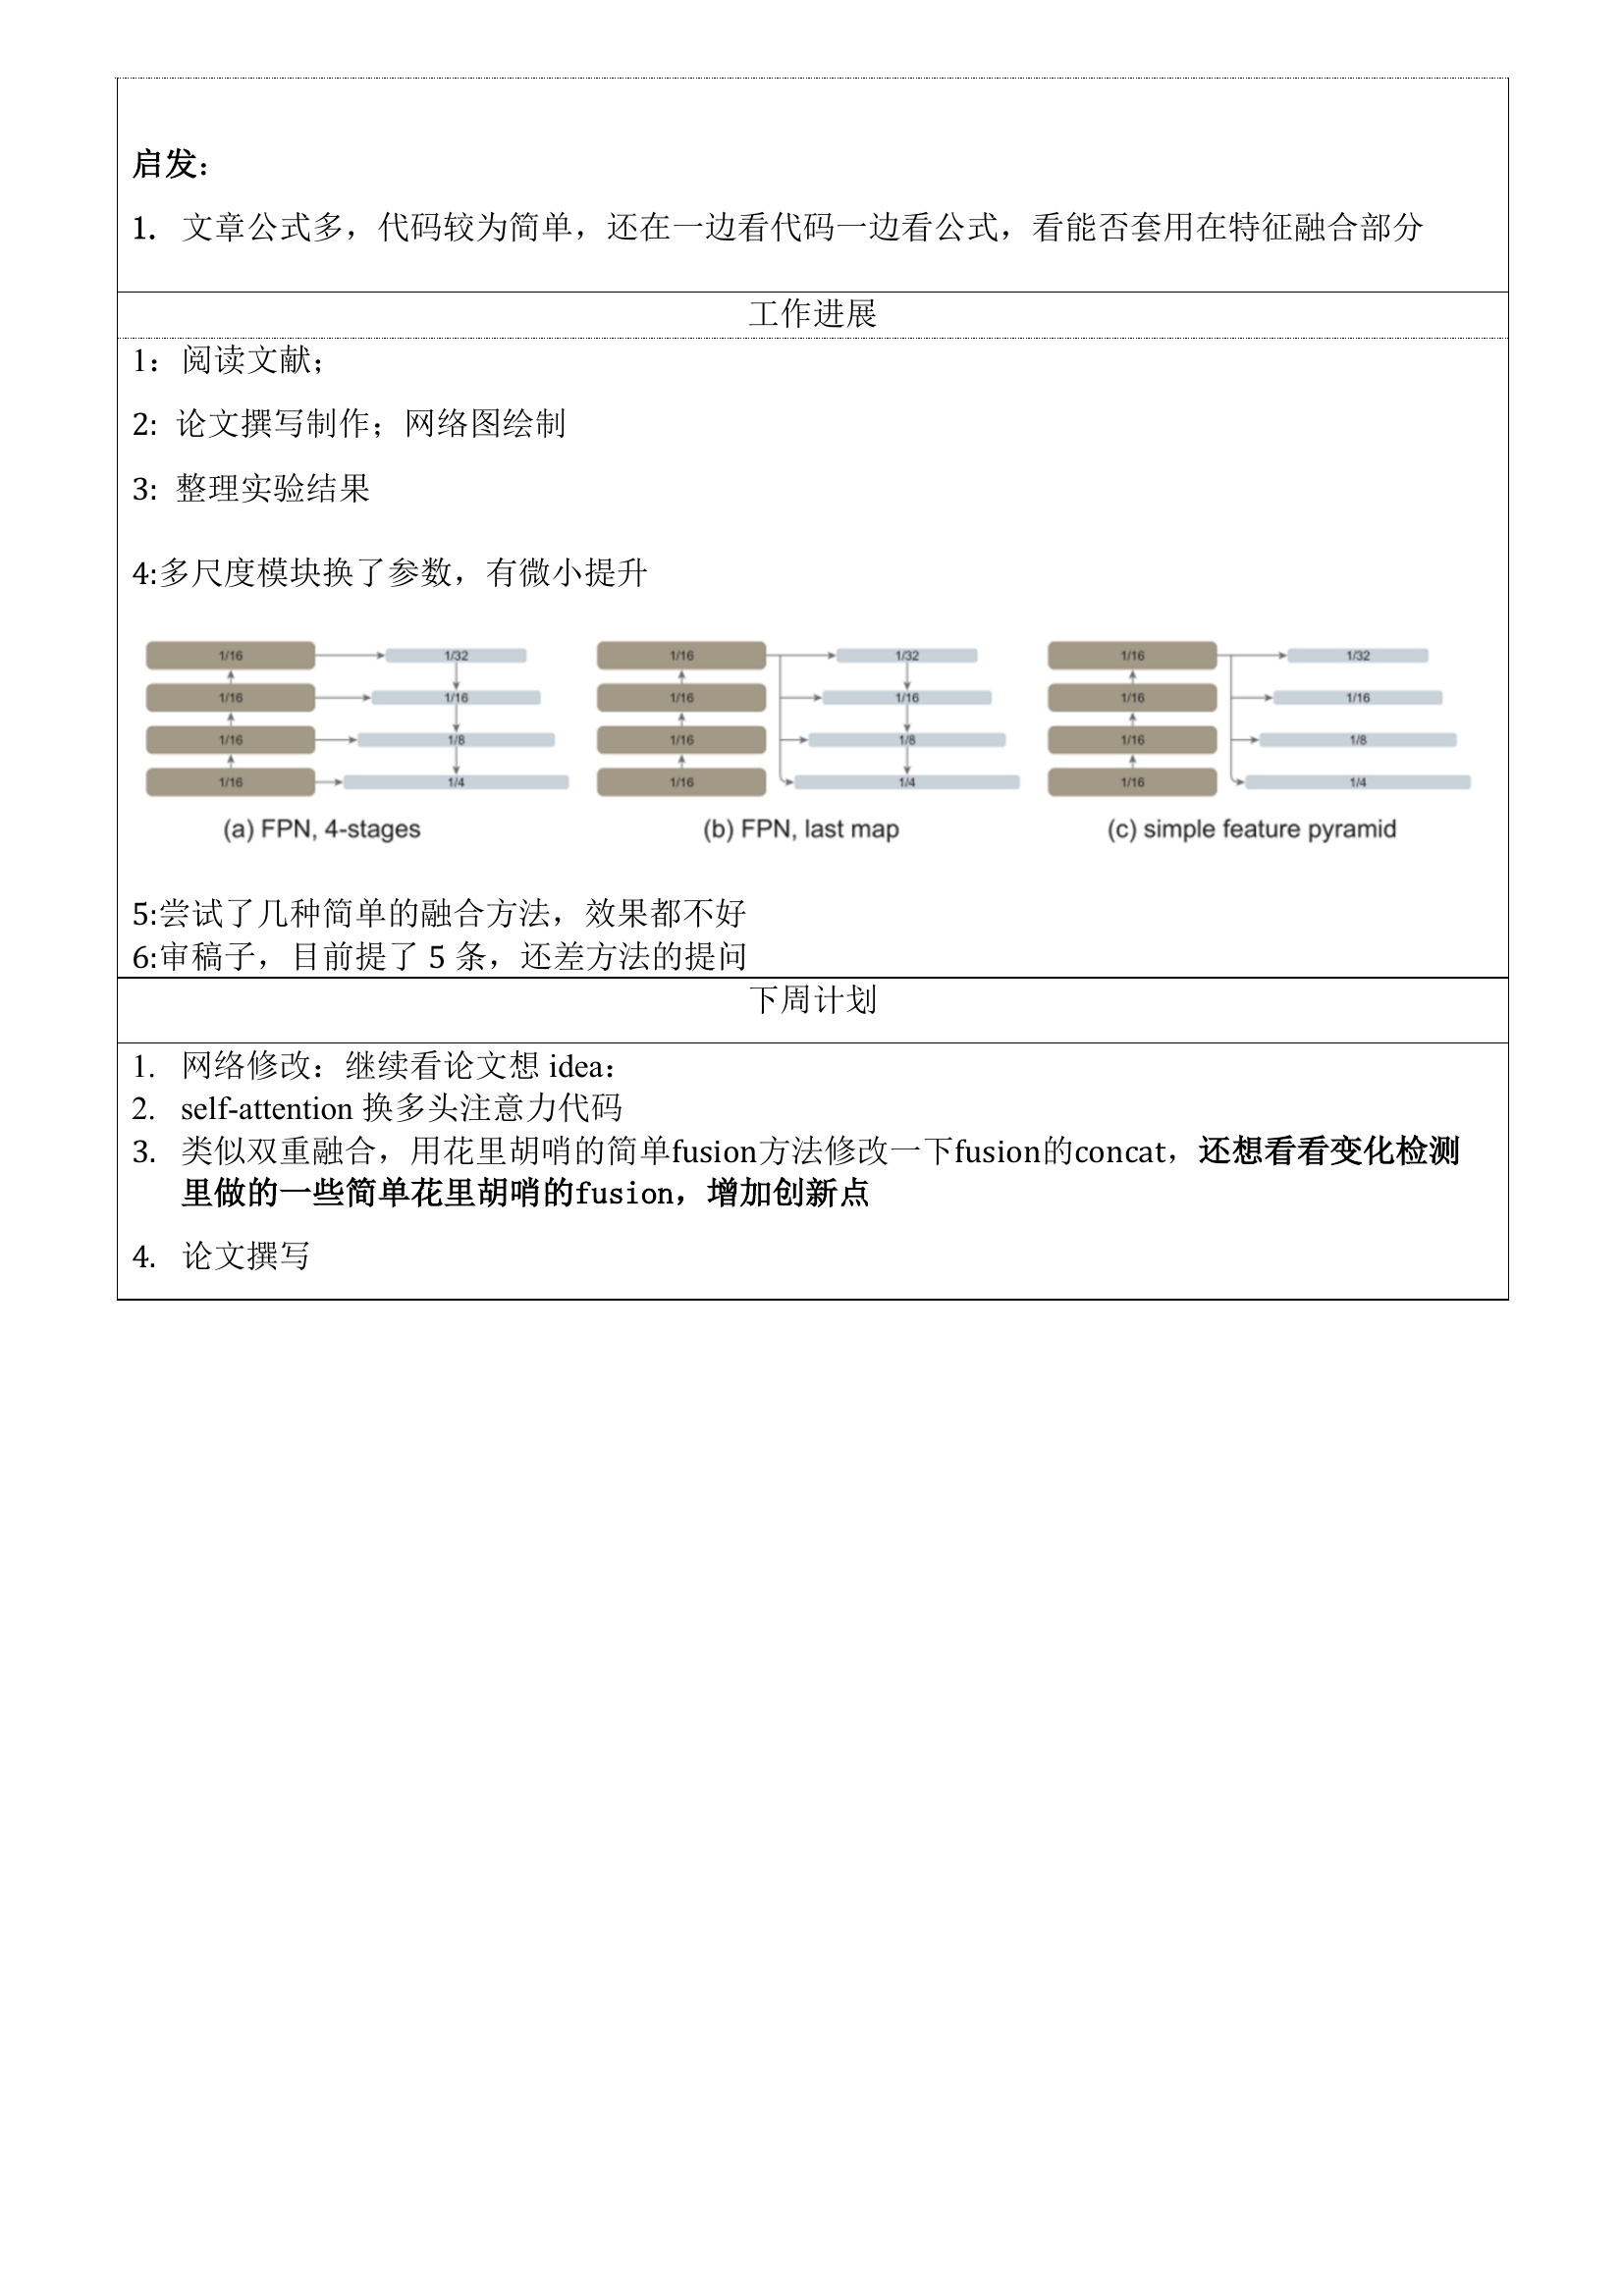 启发：
1. 文章公式多，代码较为简单，还在一边看代码一边看公式，看能否套用在特征融合部分
工作进展
1：阅读文献；
2：论文撰写制作；网络图绘制
3：整理实验结果
4:多尺度模块换了参数，有微小提升
1/16 1/32 1/16 1/32 1/16 1/32
1/16 1/16 1/16 1/16 1/16 1/16
1/16 1/8 1/16 1/8 1/16 1/8
1/16 1/4 1/16 1/4 1/16 1/4
(a) FPN, 4-stages (b) FPN, last map (c) simple feature pyramid
5:尝试了几种简单的融合方法，效果都不好
6:审稿子，目前提了 5 条，还差方法的提问
下周计划
1. 网络修改：继续看论文想 idea：
2. self-attention 换多头注意力代码
3. 类似双重融合，用花里胡哨的简单fusion方法修改一下fusion的concat，还想看看变化检测
里做的一些简单花里胡哨的fusion，增加创新点
4. 论文撰写